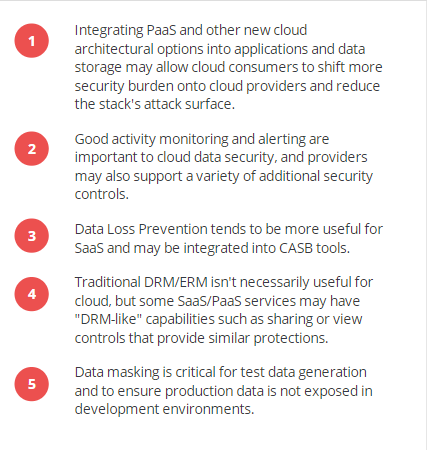 1
Integrating PaaS and other new cloud
architectural options into applications and data
storage may allow cloud consumers to shift more
security burden onto cloud providers and reduce
the stack's attack surface.
2
Good activity monitoring and alerting are
important to cloud data security, and providers
may also support a variety of additional security
controls.
3
Data Loss Prevention tends to be more useful for
SaaS and may be integrated into CASB tools.
4
Traditional DRM/ERM isn't necessarily useful for
cloud, but some SaaS/PaaS services may have
"DRM-like" capabilities such as sharing or view
controls that provide similar protections.
5
Data masking is critical for test data generation
and to ensure production data is not exposed in
development environments.